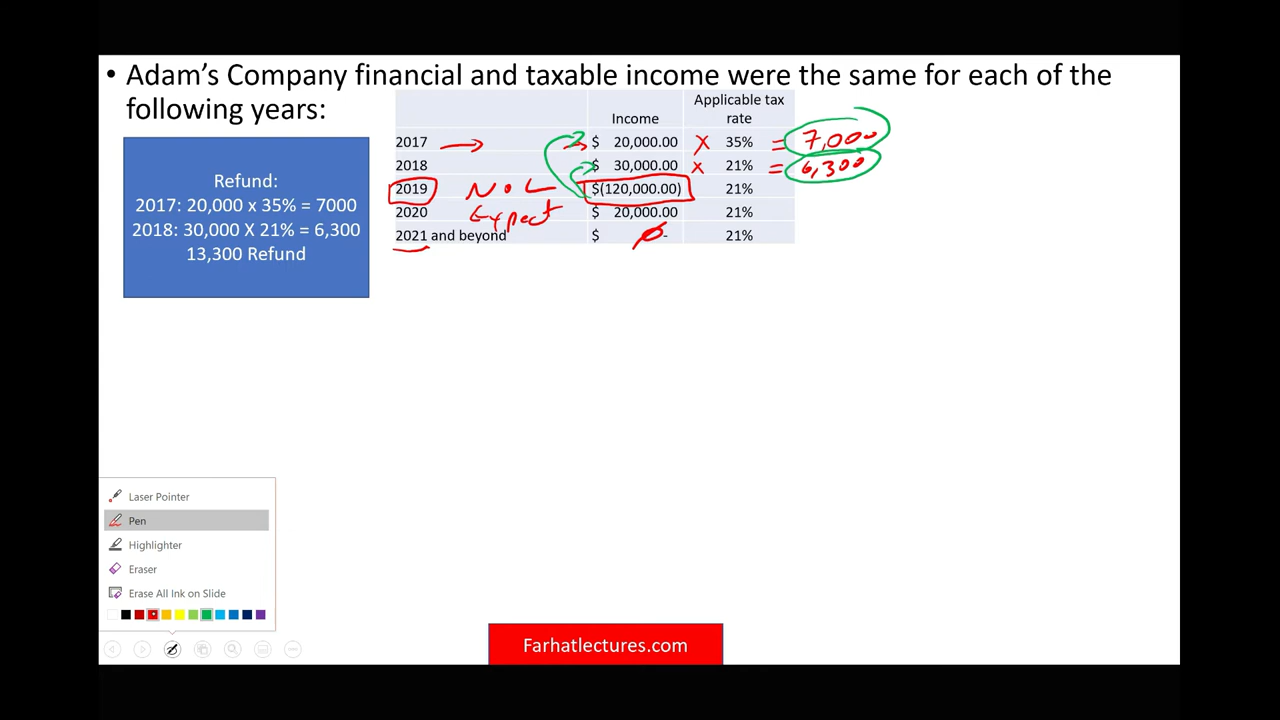 • Adam's Company financial and taxable income were the same for each of the
following years:
Income Applicable tax rate
2017 → $ 20,000.00 X 35% = 7,000
2018 $ 30,000.00 x 21% = 6,300
2019 N.O.L $(120,000.00) 21%
Expect
2020 $ 20,000.00 21%
2021 and beyond $ - 21%
Refund:
2017: 20,000 x 35% = 7000
2018: 30,000 X 21% = 6,300
13,300 Refund
Laser Pointer
Pen
Highlighter
Eraser
Erase All Ink on Slide
Farhatlectures.com